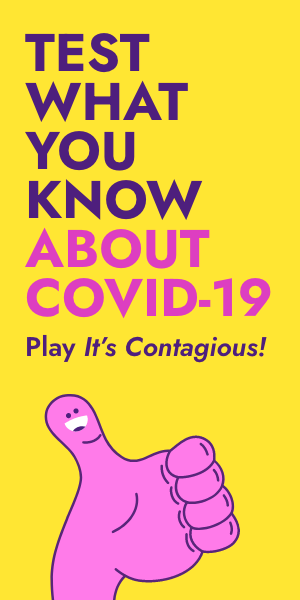 TEST
WHAT
YOU
KNOW
ABOUT
COVID-19
Play It's Contagious!